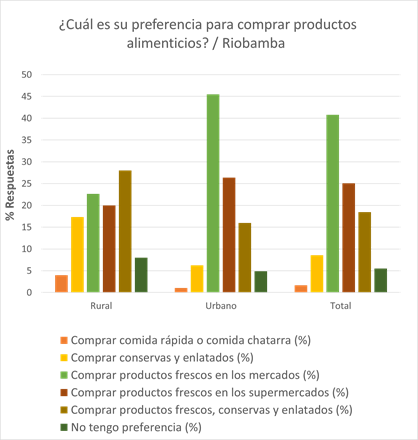 ¿Cuál es su preferencia para comprar productos
alimenticios? / Riobamba
% Respuestas
50
45
40
35
30
25
20
15
10
5
0
Rural Urbano Total
Comprar comida rápida o comida chatarra (%)
Comprar conservas y enlatados (%)
Comprar productos frescos en los mercados (%)
Comprar productos frescos en los supermercados (%)
Comprar productos frescos, conservas y enlatados (%)
No tengo preferencia (%)